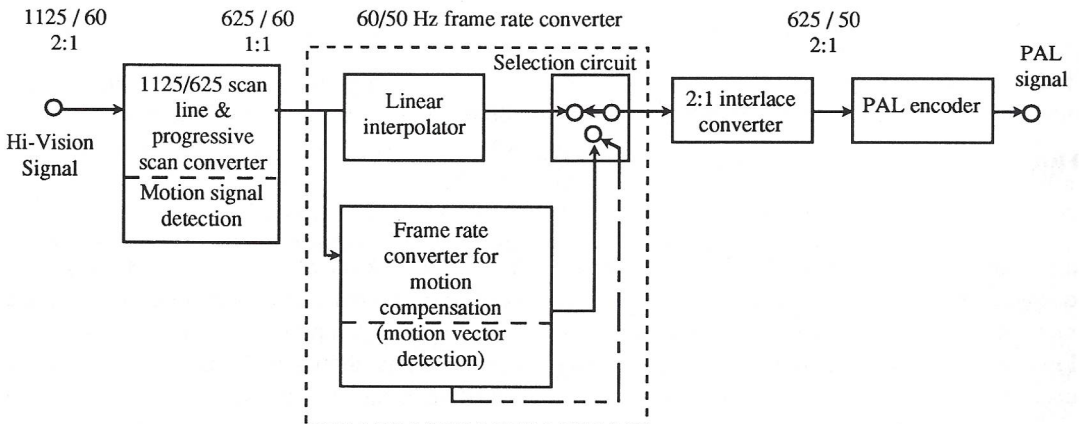 1125 / 60
2:1
625 / 60
1:1
60/50 Hz frame rate converter
625 / 50
2:1
PAL
signal
Selection circuit
Hi-Vision
Signal
1125/625 scan
line &
progressive
scan converter
Motion signal
detection
Linear
interpolator
2:1 interlace
converter
PAL encoder
Frame rate
converter for
motion
compensation
(motion vector
detection)